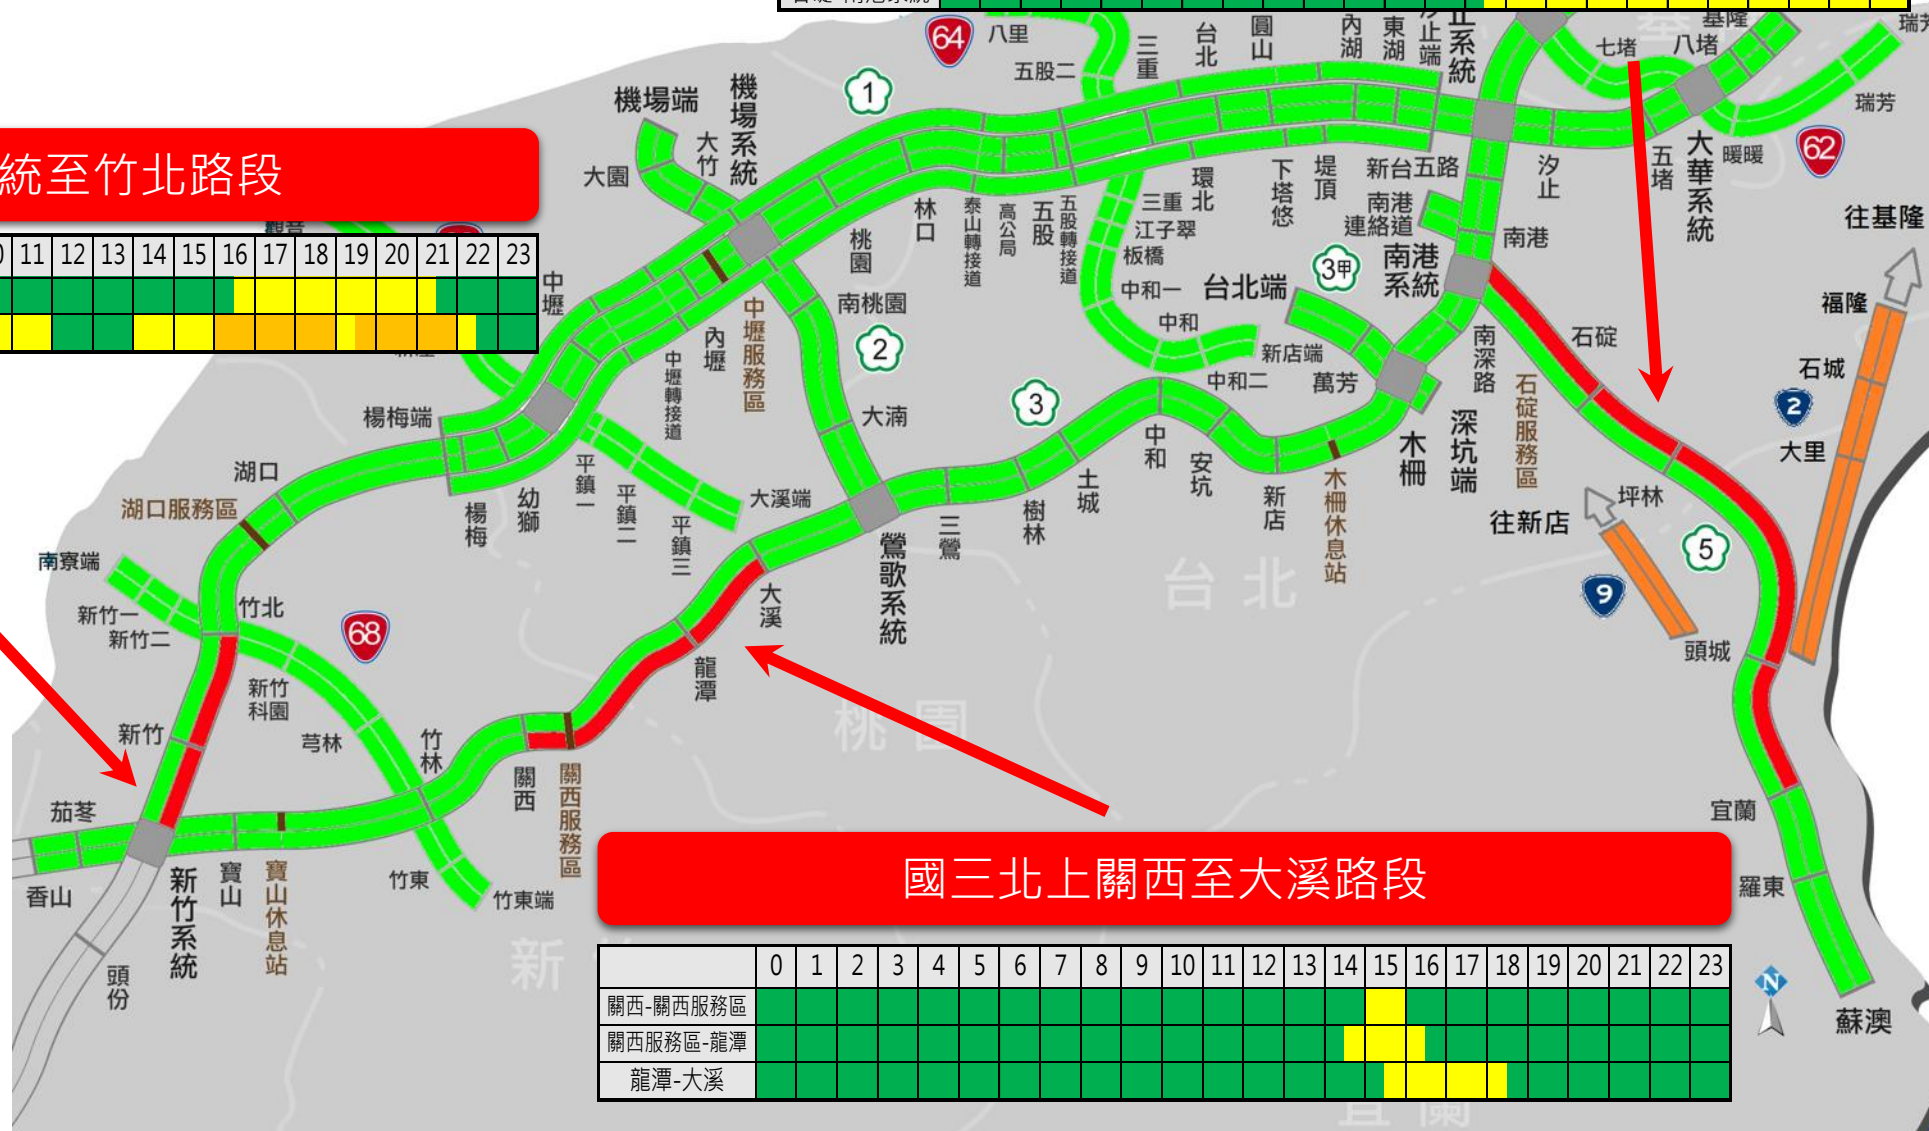 64
八里
五股二
三重
台北
圓山
內湖
東湖
汐止端
止系統
七堵
八堵
基隆
瑞芳
瑞芳
62
暖暖
大華系統
五堵
汐止
往基隆
1
機場端
機場系統
大竹
大園
統至竹北路段
觀音
11 12 13 14 15 16 17 18 19 20 21 22 23
中壢
桃園
林口
泰山轉接道
高公局
五股
五股轉接道
三重
環北
江子翠
板橋
中和一
中和
中和二
新店端
下塔悠
堤頂
新台五路
南港連絡道
南港系統
南港
3甲
台北端
萬芳
南深路
石碇
石碇服務區
福隆
石城
2
大里
南桃園
2
大湳
中壢服務區
內壢
中壢轉接道
3
楊梅端
湖口
湖口服務區
楊梅
幼獅
平鎮一
平鎮二
平鎮三
大溪端
鶯歌系統
三鶯
樹林
土城
中和
安坑
新店
木柵休息站
木柵
深坑端
坪林
往新店
9
5
頭城
台北
南寮端
新竹一
新竹二
竹北
68
新竹科園
芎林
竹林
新竹
大溪
龍潭
桃園
關西
關西服務區
茄苳
香山
新竹系統
寶山
寶山休息站
竹東
竹東端
頭份
宜蘭
羅東
蘇澳
N
國三北上關西至大溪路段
0 1 2 3 4 5 6 7 8 9 10 11 12 13 14 15 16 17 18 19 20 21 22 23
關西-關西服務區
關西服務區-龍潭
龍潭-大溪
新
宜蘭